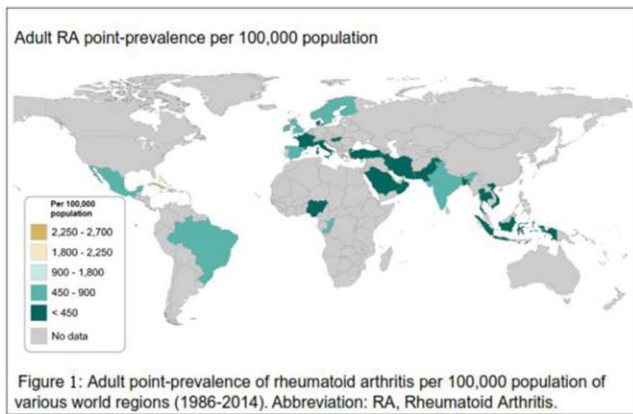 Adult RA point-prevalence per 100,000 population
Per 100,000
population
2,250 - 2,700
1,800 - 2,250
900 - 1,800
450 - 900
< 450
No data
Figure 1: Adult point-prevalence of rheumatoid arthritis per 100,000 population of
various world regions (1986-2014). Abbreviation: RA, Rheumatoid Arthritis.